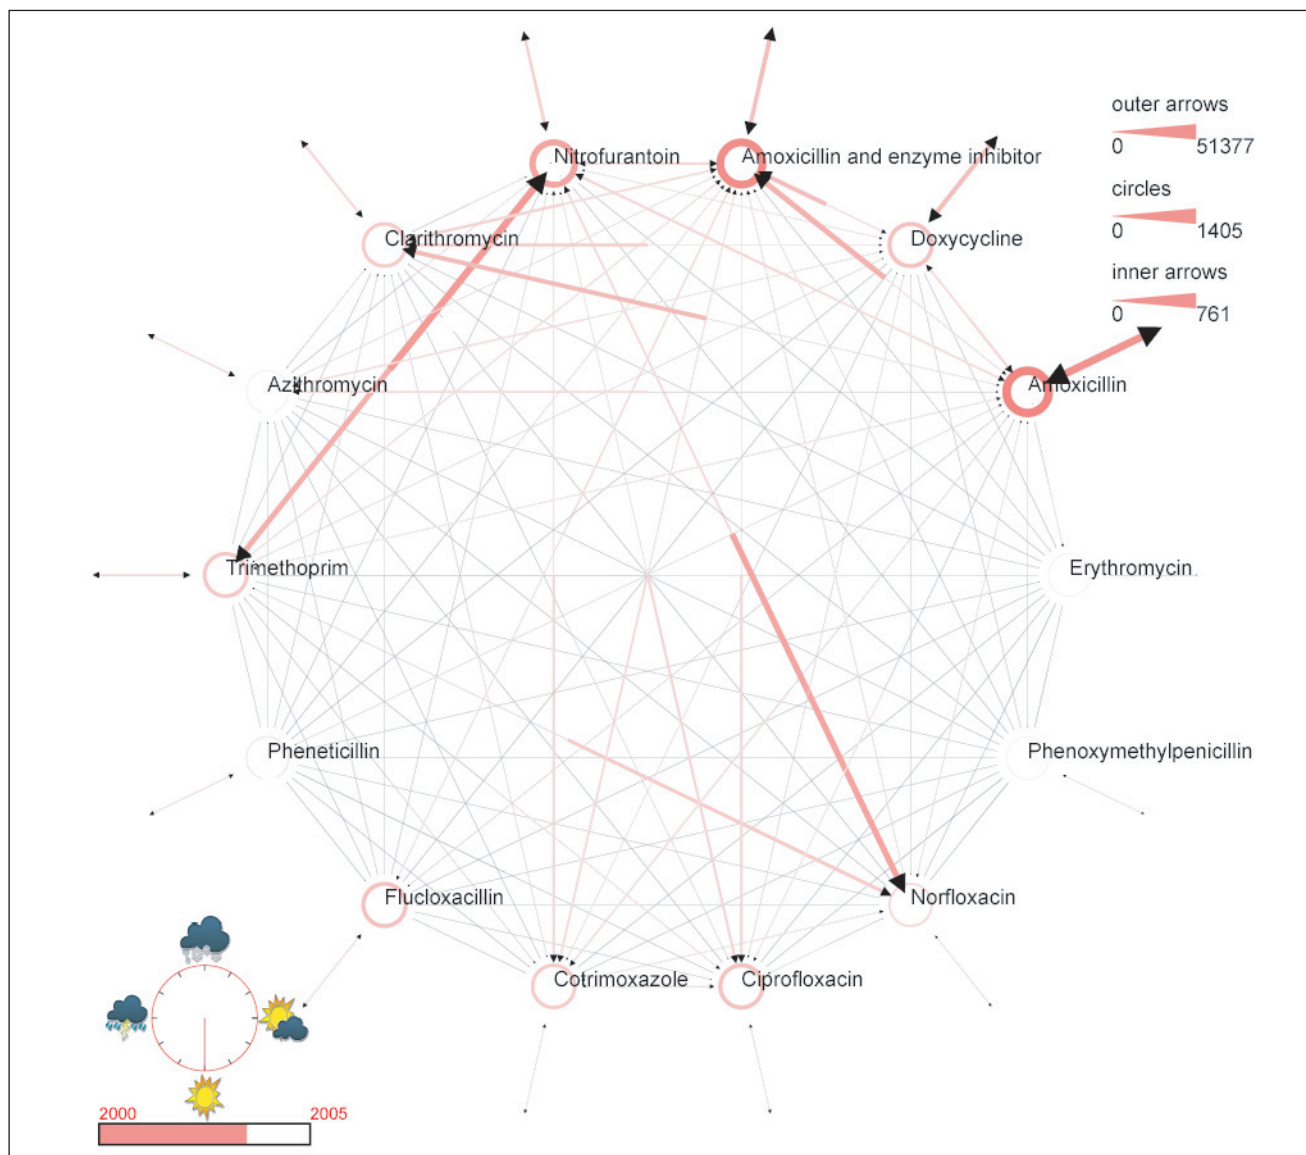 outer arrows
0 51377
Nitrofurantoin
Amoxicillin and enzyme inhibitor
circles
0 1405
Clarithromycin
Doxycycline
inner arrows
0 761
Azithromycin
Amoxicillin
Trimethoprim
Erythromycin
Pheneticillin
Phenoxymethylpenicillin
Flucloxacillin
Norfloxacin
Cotrimoxazole
Ciprofloxacin
2000 2005